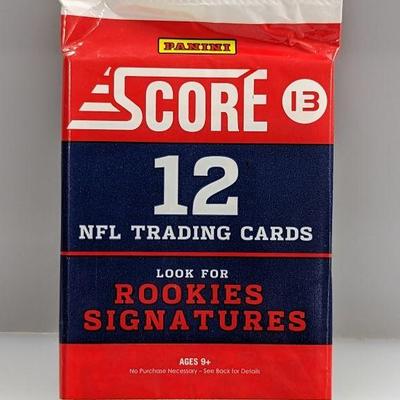 PANINI
SCORE 13
12
NFL TRADING CARDS
LOOK FOR
ROOKIES
SIGNATURES
AGES 9+
No Purchase Necessary – See Back for Details